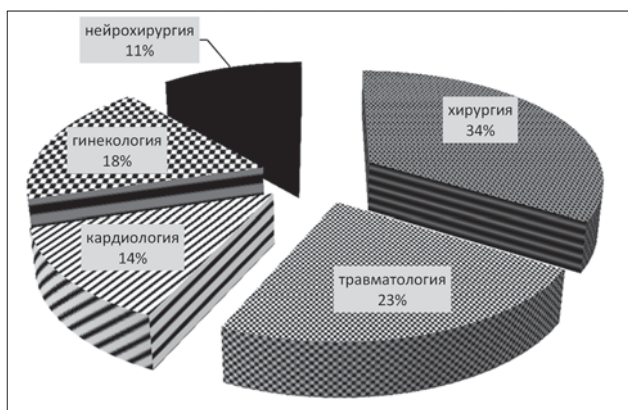 нейрохирургия
11%
хирургия
34%
гинекология
18%
кардиология
14%
травматология
23%